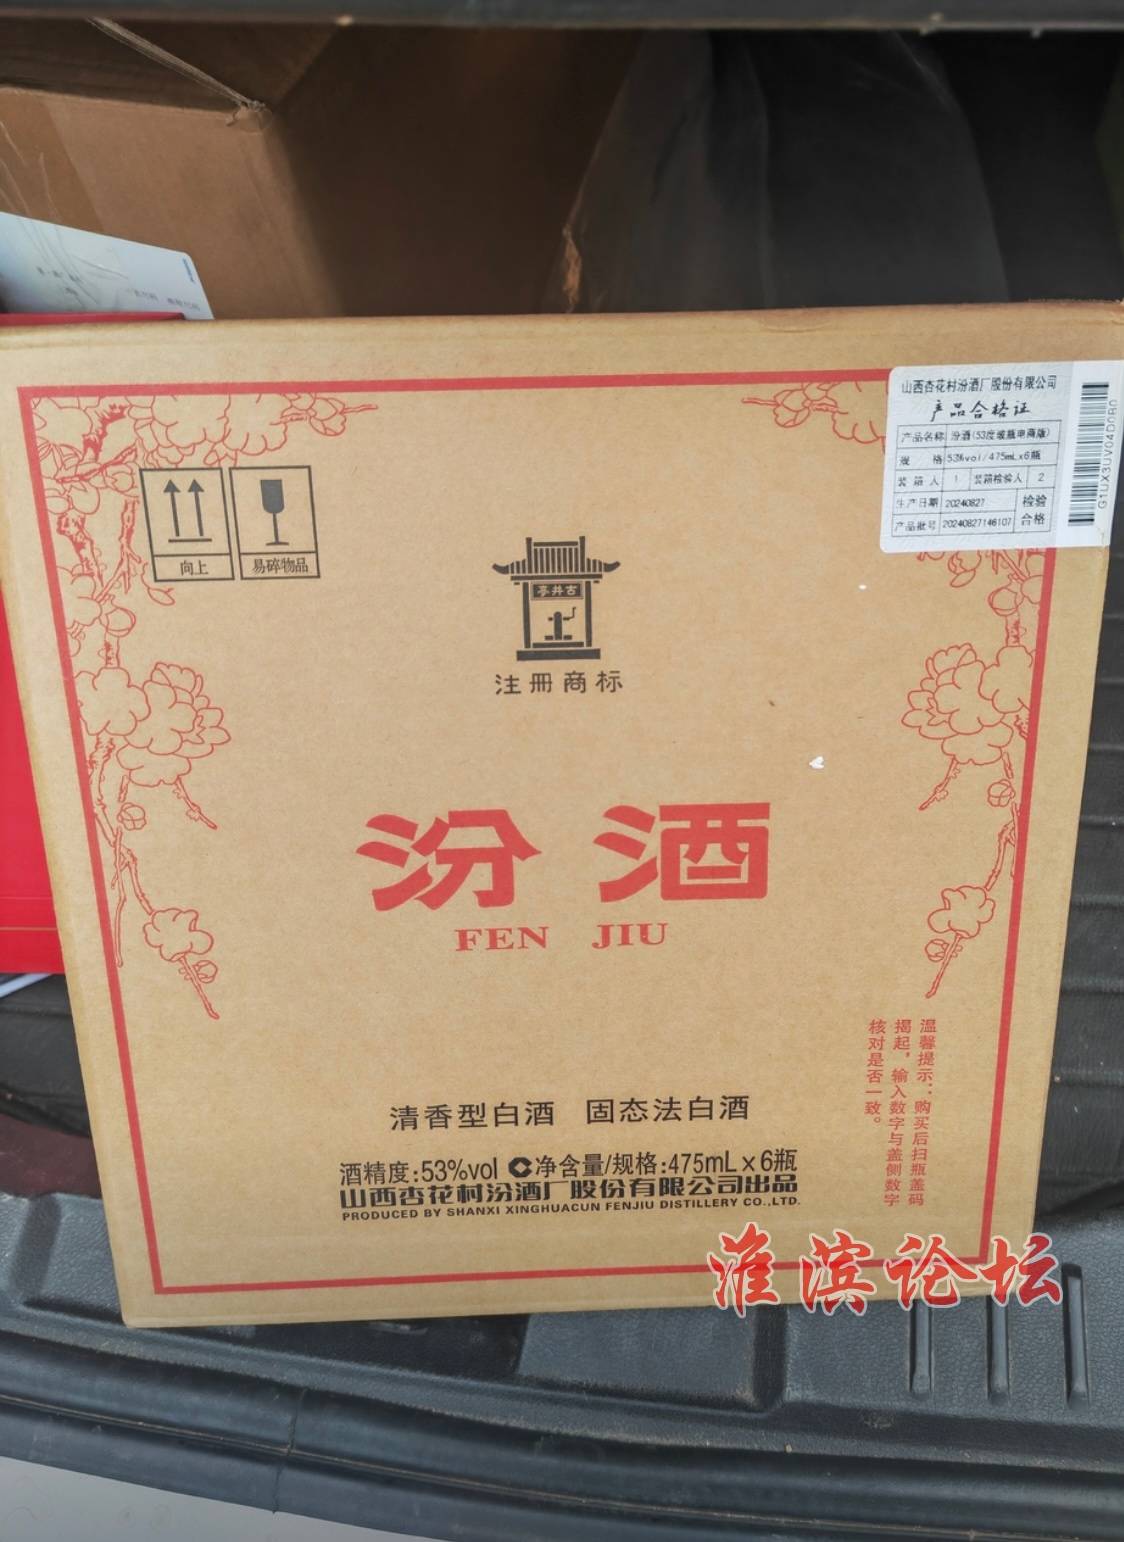 山西杏花村汾酒厂股份有限公司
产品合格证
产品名称 汾酒(53度玻瓶电商版)
规格 53%vol/475mL×6瓶
装箱人 1 装箱检验人 2
生产日期 20240827 检验
产品批号 20240827146107 合格
G1UX3UV04D0B0
向上
易碎物品
亭井古
注册商标
汾酒
FEN JIU
温馨提示：购买后扫瓶盖码
揭起，输入数字与盖侧数字
核对是否一致。
清香型白酒 固态法白酒
酒精度:53%vol 净含量/规格:475mL×6瓶
山西杏花村汾酒厂股份有限公司出品
PRODUCED BY SHANXI XINGHUACUN FENJIU DISTILLERY CO.,LTD.
淮滨论坛